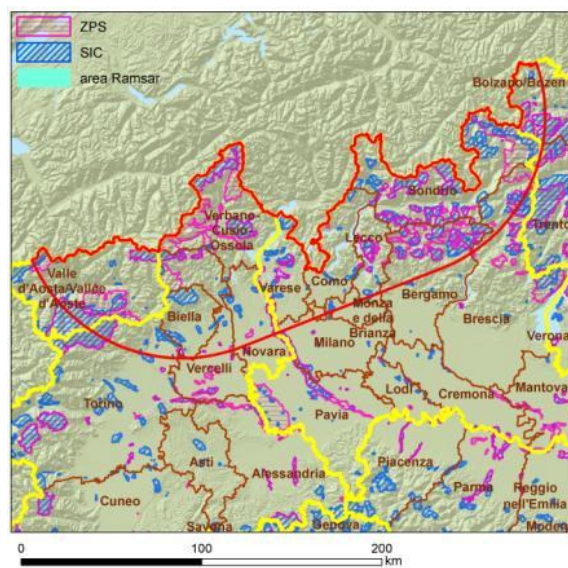 ZPS
SIC
area Ramsar
Bolzano/Bozen
Sondrio
Trento
Verbano-
Cusio-
Ossola
Lecco
Valle
d'Aosta/Vallée
d'Aoste
Varese
Como
Bergamo
Biella
Monza
e della
Brianza
Brescia
Verona
Novara
Milano
Vercelli
Lodi
Cremona
Mantova
Torino
Pavia
Asti
Alessandria
Piacenza
Parma
Reggio
nell'Emilia
Cuneo
Savona
Genova
Moden
0
100
200
km